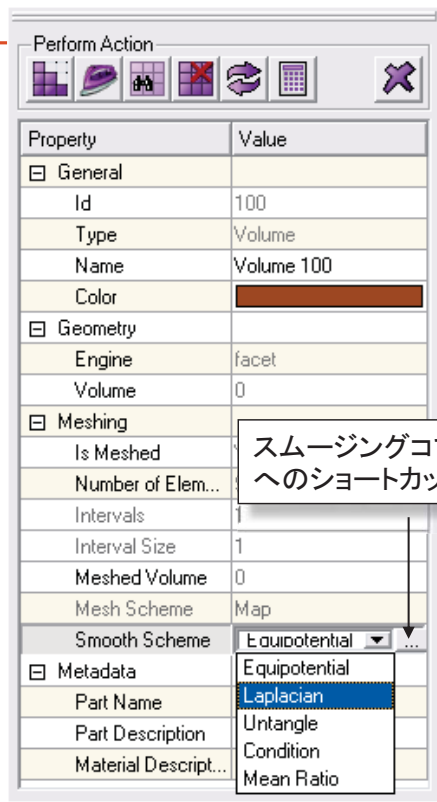 Perform Action
Property Value
General
Id 100
Type Volume
Name Volume 100
Color
Geometry
Engine facet
Volume 0
Meshing
Is Meshed
スムージングコ
へのショートカッ
Number of Elem...
Intervals 1
Interval Size 1
Meshed Volume 0
Mesh Scheme Map
Smooth Scheme Equipotential ...
Metadata
Equipotential
Part Name
Laplacian
Part Description
Untangle
Material Descript...
Condition
Mean Ratio